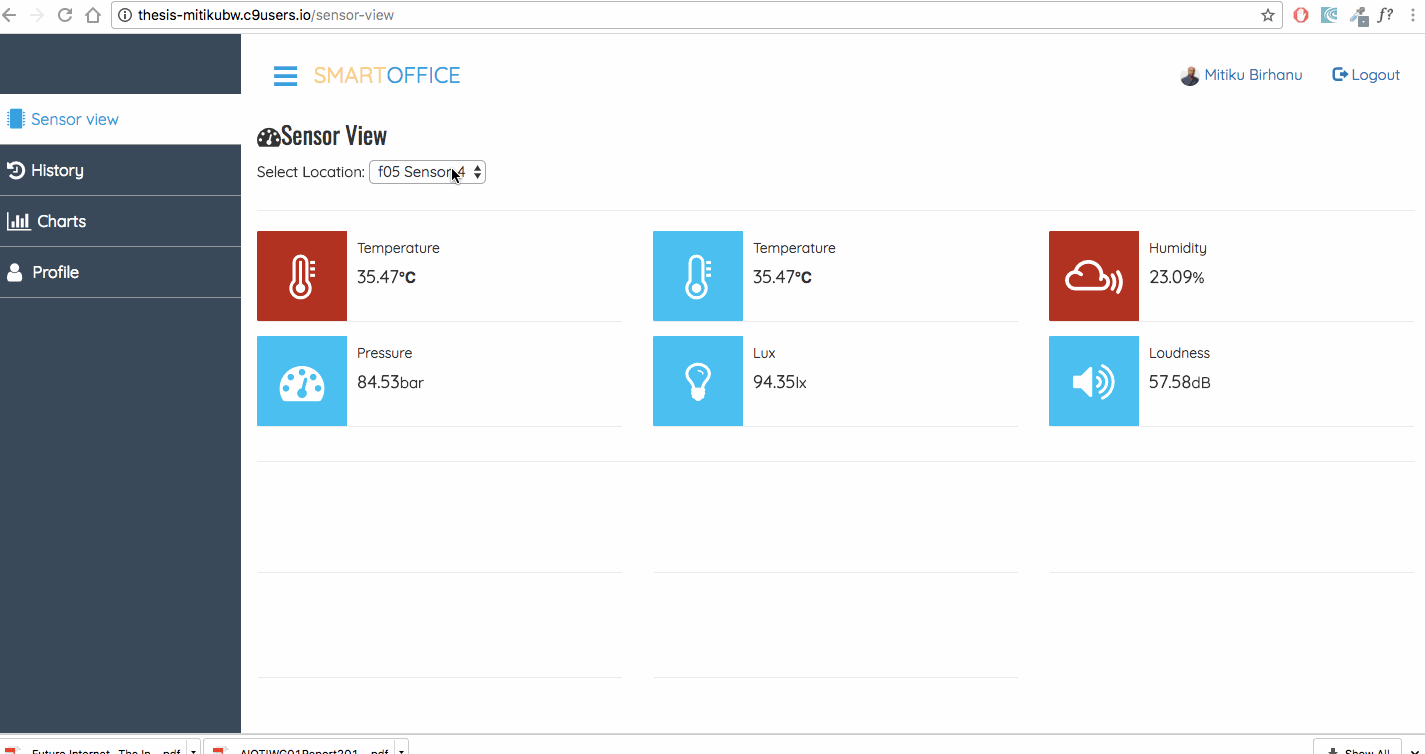 thesis-mitikubw.c9users.io/sensor-view
f?
SMARTOFFICE
Mitiku Birhanu
Logout
Sensor view
History
Charts
Profile
Sensor View
Select Location: f05 Sensor 4
Temperature
35.47°C
Temperature
35.47°C
Humidity
23.09%
Pressure
84.53bar
Lux
94.35lx
Loudness
57.58dB
Future Internet - The In....pdf
AIOTIWG01Report201....pdf
Show All